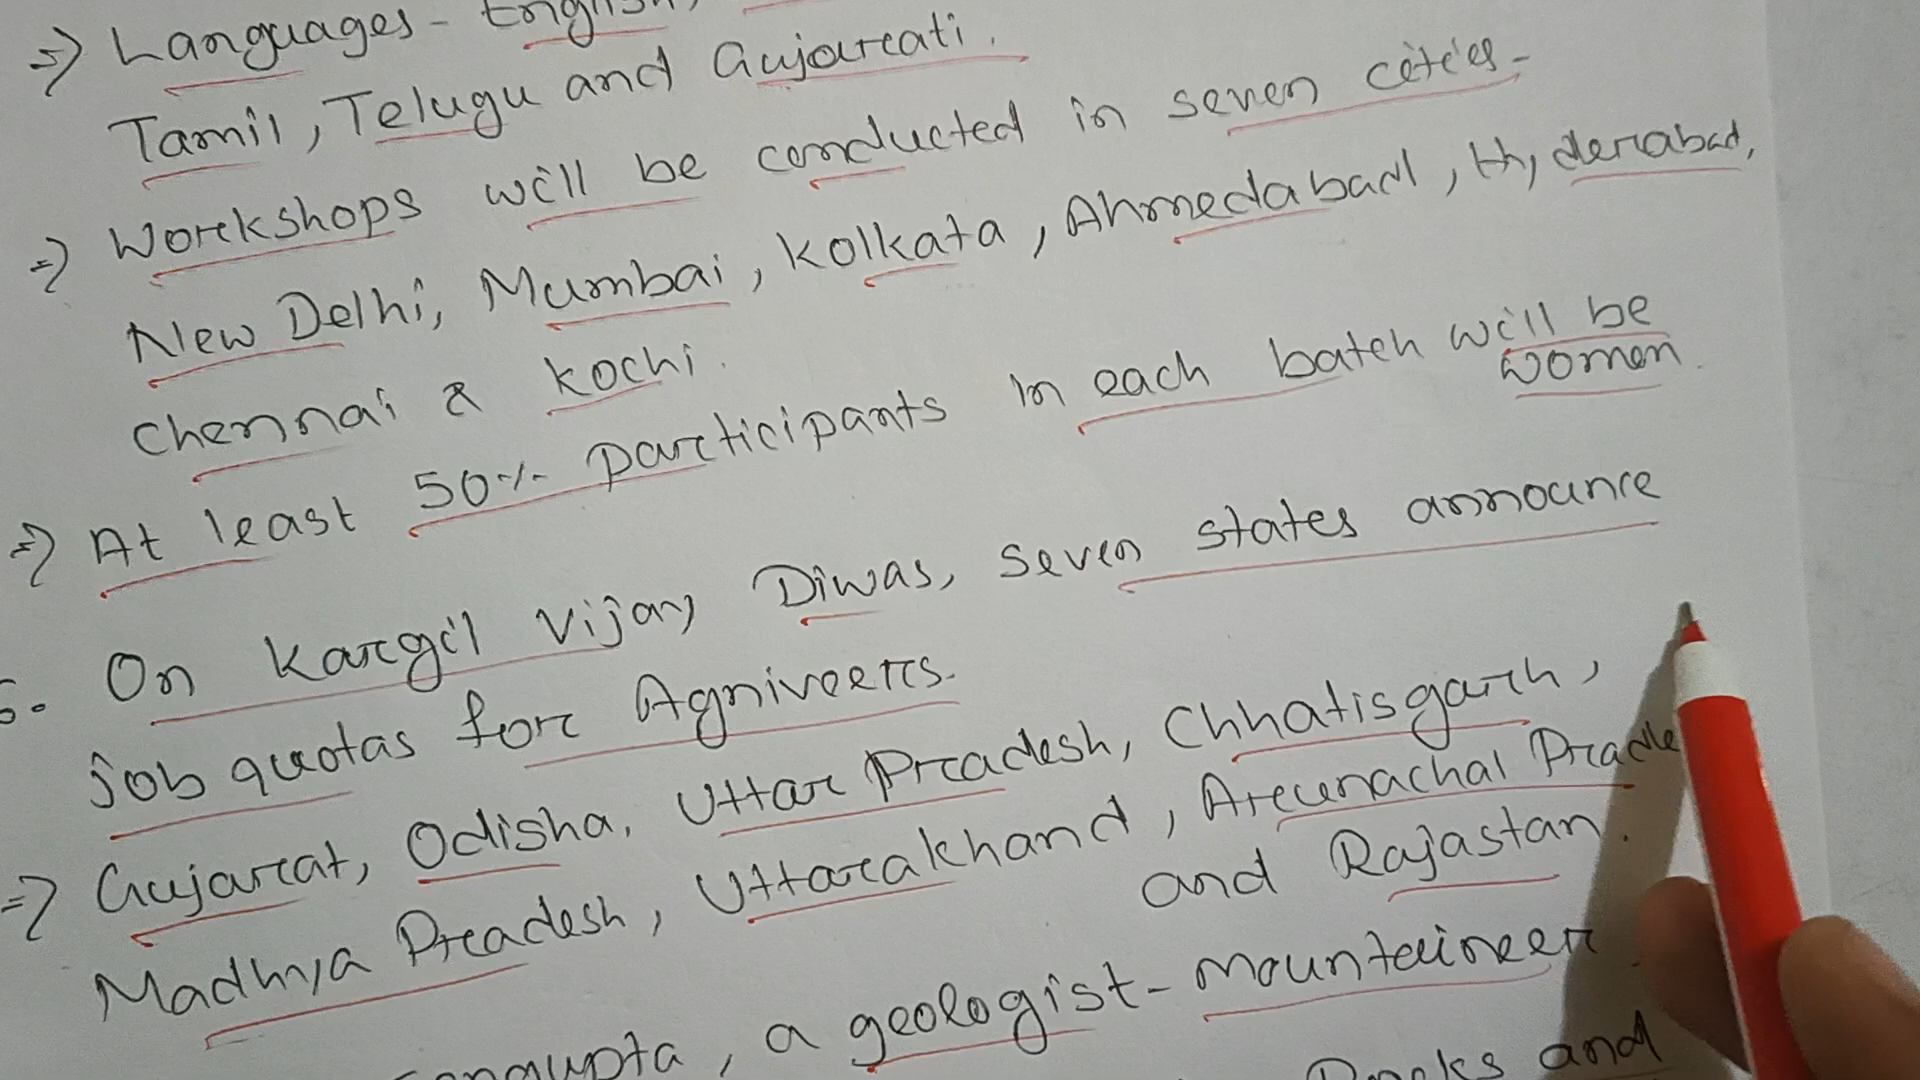 => Languages - English,
Tamil, Telugu and Gujarati.
=> Workshops will be conducted in seven cities -
New Delhi, Mumbai, Kolkata, Ahmedabad, Hyderabad,
Chennai & Kochi.
=> At least 50% participants in each batch will be
women.
On Kargil Vijay Diwas, seven states announce
job quotas for Agniveers.
=> Gujarat, Odisha, Uttar Pradesh, Chhatisgarh,
Madhya Pradesh, Uttarakhand, Arunachal Prade
and Rajastan.
, a geologist-mountaineer
and